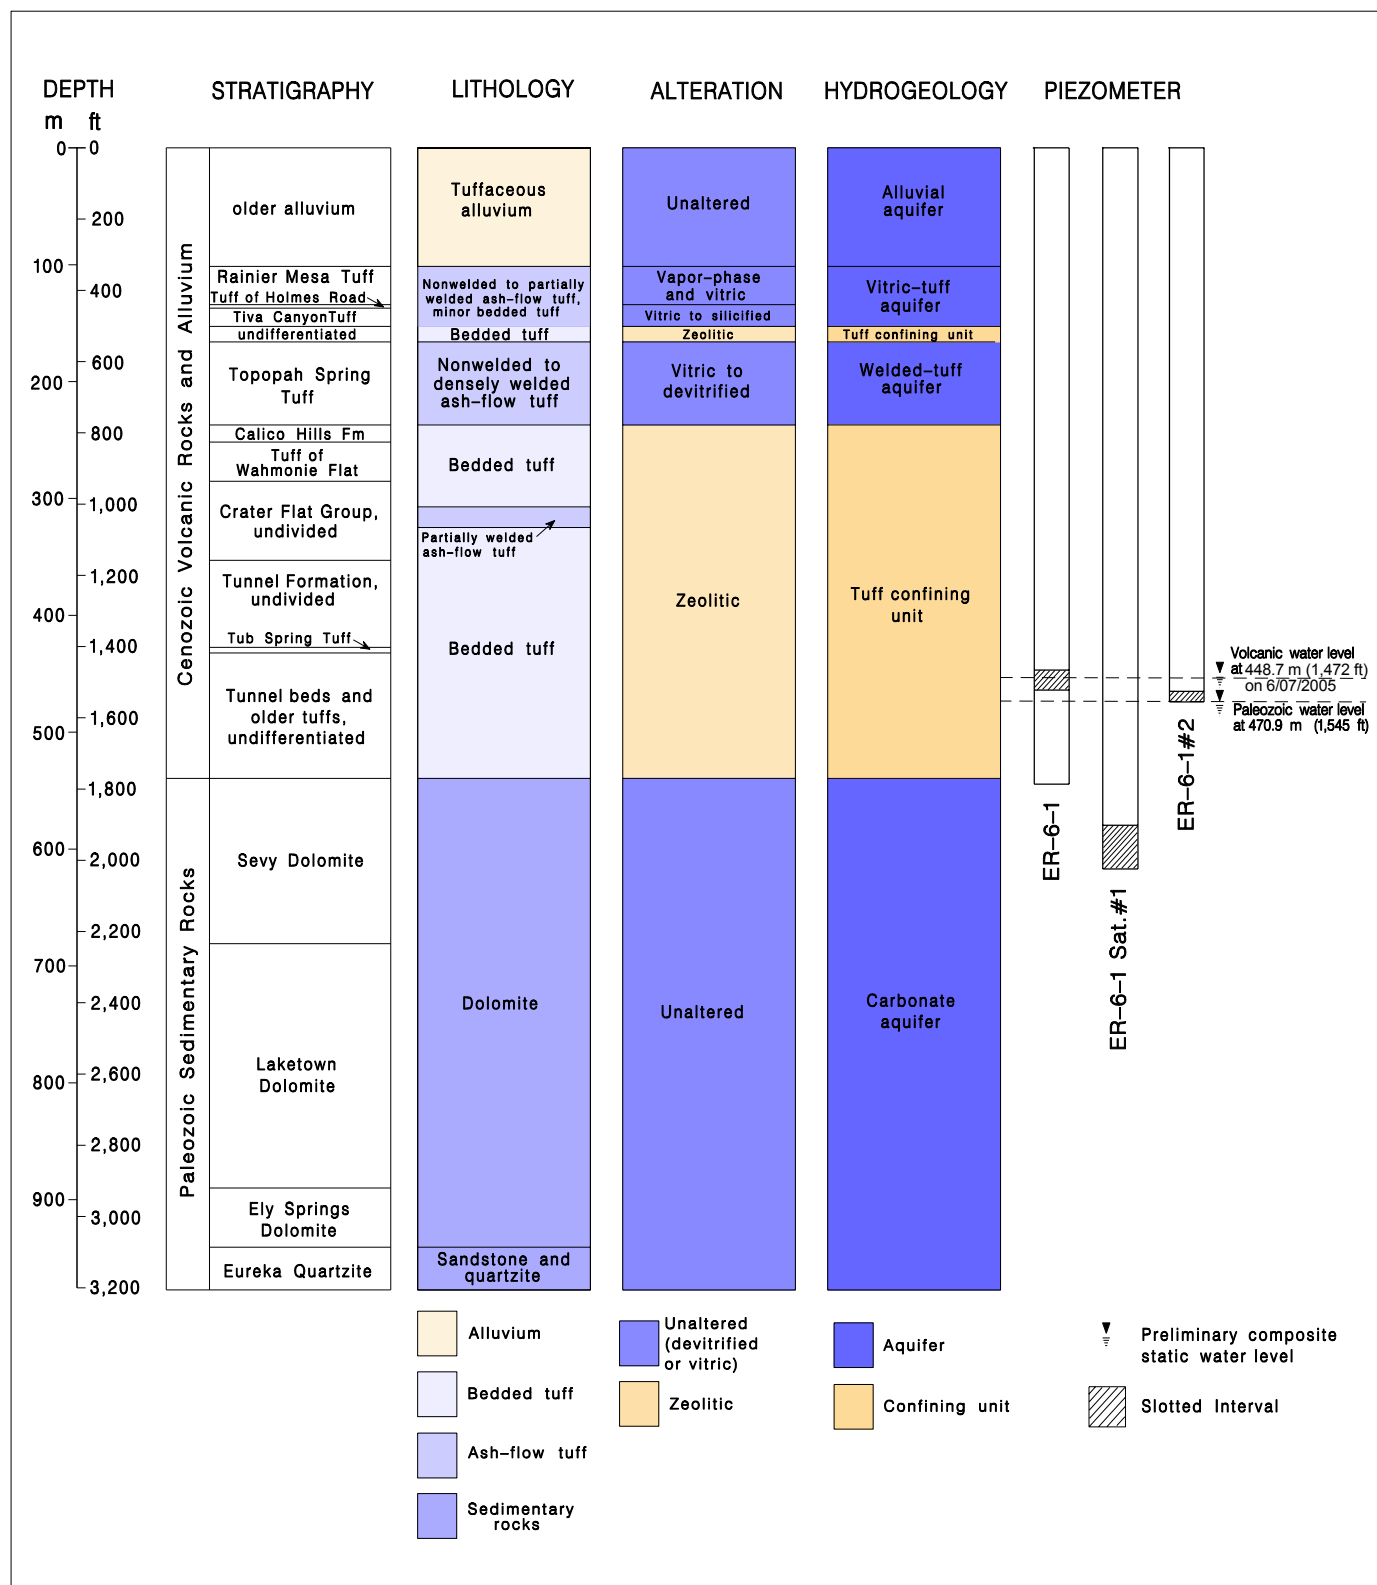 DEPTH
m ft
STRATIGRAPHY
LITHOLOGY
ALTERATION
HYDROGEOLOGY
PIEZOMETER
0
100
200
300
400
500
600
700
800
900
0
200
400
600
800
1,000
1,200
1,400
1,600
1,800
2,000
2,200
2,400
2,600
2,800
3,000
3,200
Cenozoic Volcanic Rocks and Alluvium
Paleozoic Sedimentary Rocks
older alluvium
Rainier Mesa Tuff
Tuff of Holmes Road
Tiva CanyonTuff
undifferentiated
Topopah Spring
Tuff
Calico Hills Fm
Tuff of
Wahmonie Flat
Crater Flat Group,
undivided
Tunnel Formation,
undivided
Tub Spring Tuff
Tunnel beds and
older tuffs,
undifferentiated
Sevy Dolomite
Laketown
Dolomite
Ely Springs
Dolomite
Eureka Quartzite
Tuffaceous
alluvium
Nonwelded to partially
welded ash-flow tuff,
minor bedded tuff
Bedded tuff
Nonwelded to
densely welded
ash-flow tuff
Bedded tuff
Partially welded
ash-flow tuff
Bedded tuff
Dolomite
Sandstone and
quartzite
Unaltered
Vapor-phase
and vitric
Vitric to silicified
Zeolitic
Vitric to
devitrified
Zeolitic
Unaltered
Alluvial
aquifer
Vitric-tuff
aquifer
Tuff confining unit
Welded-tuff
aquifer
Tuff confining
unit
Carbonate
aquifer
Volcanic water level
at 448.7 m (1,472 ft)
on 6/07/2005
Paleozoic water level
at 470.9 m (1,545 ft)
ER-6-1
ER-6-1 Sat.#1
ER-6-1#2
Alluvium
Bedded tuff
Ash-flow tuff
Sedimentary
rocks
Unaltered
(devitrified
or vitric)
Zeolitic
Aquifer
Confining unit
Preliminary composite
static water level
Slotted Interval